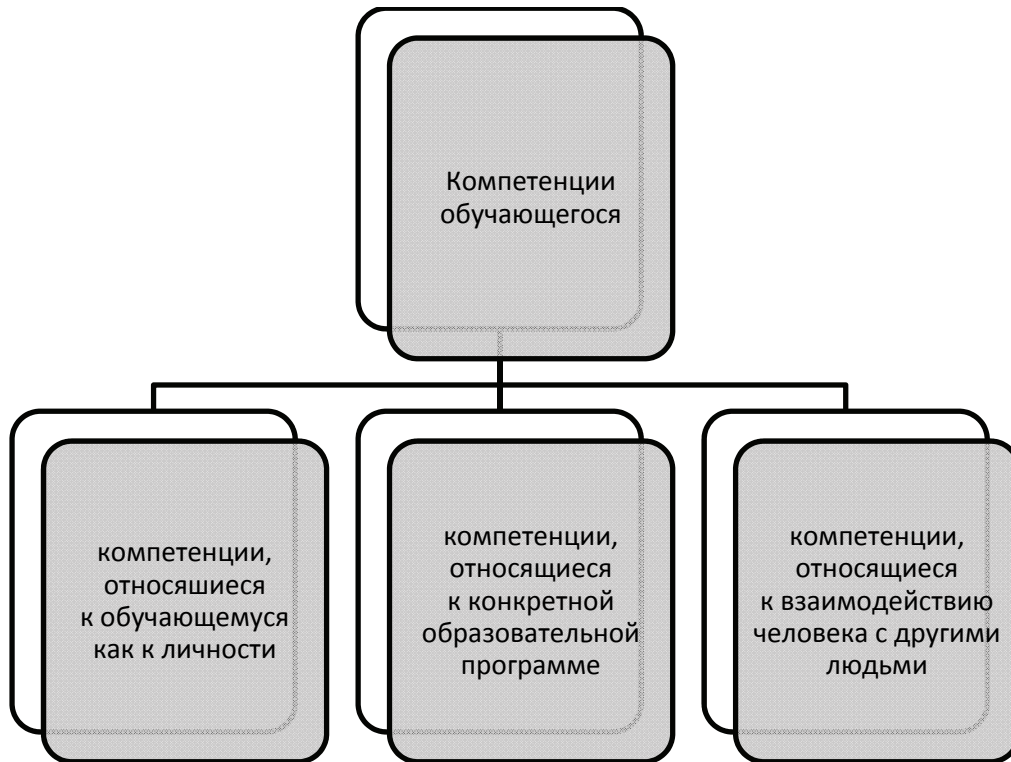 Компетенции
обучающегося
компетенции,
относяшиеся
к обучающемуся
как к личности
компетенции,
относящиеся
к конкретной
образовательной
программе
компетенции,
относящиеся
к взаимодействию
человека с другими
людьми